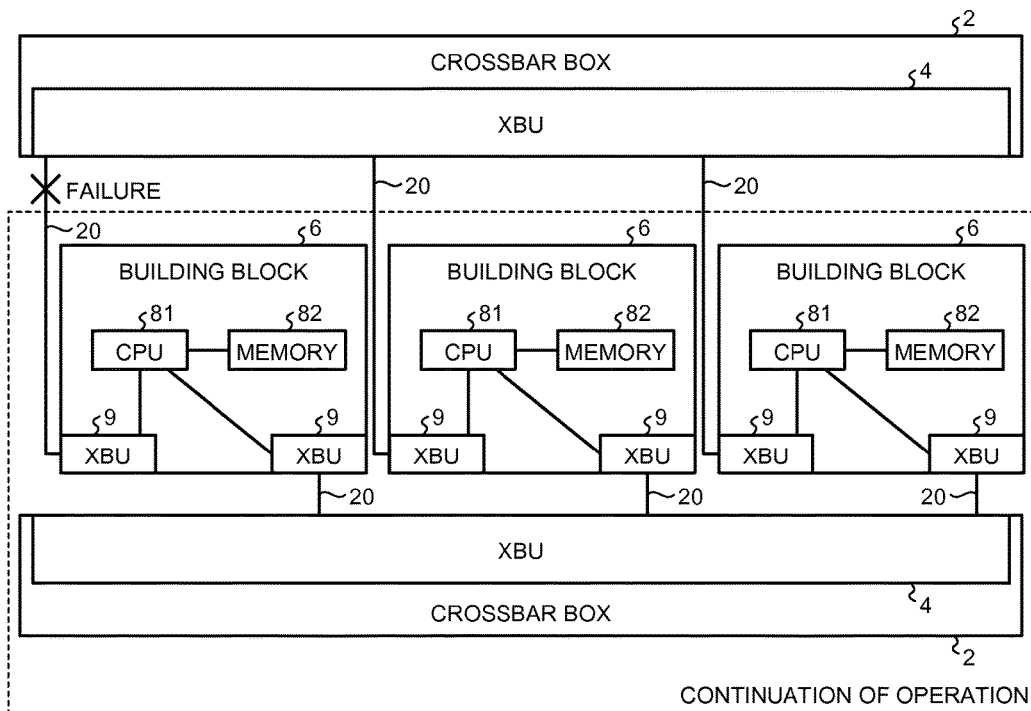 2
CROSSBAR BOX
4
XBU
FAILURE
20
20
20
6
6
6
BUILDING BLOCK
BUILDING BLOCK
BUILDING BLOCK
81
82
81
82
81
82
CPU
MEMORY
CPU
MEMORY
CPU
MEMORY
9
9
9
9
9
9
XBU
XBU
XBU
XBU
XBU
XBU
20
20
20
XBU
4
CROSSBAR BOX
2
CONTINUATION OF OPERATION